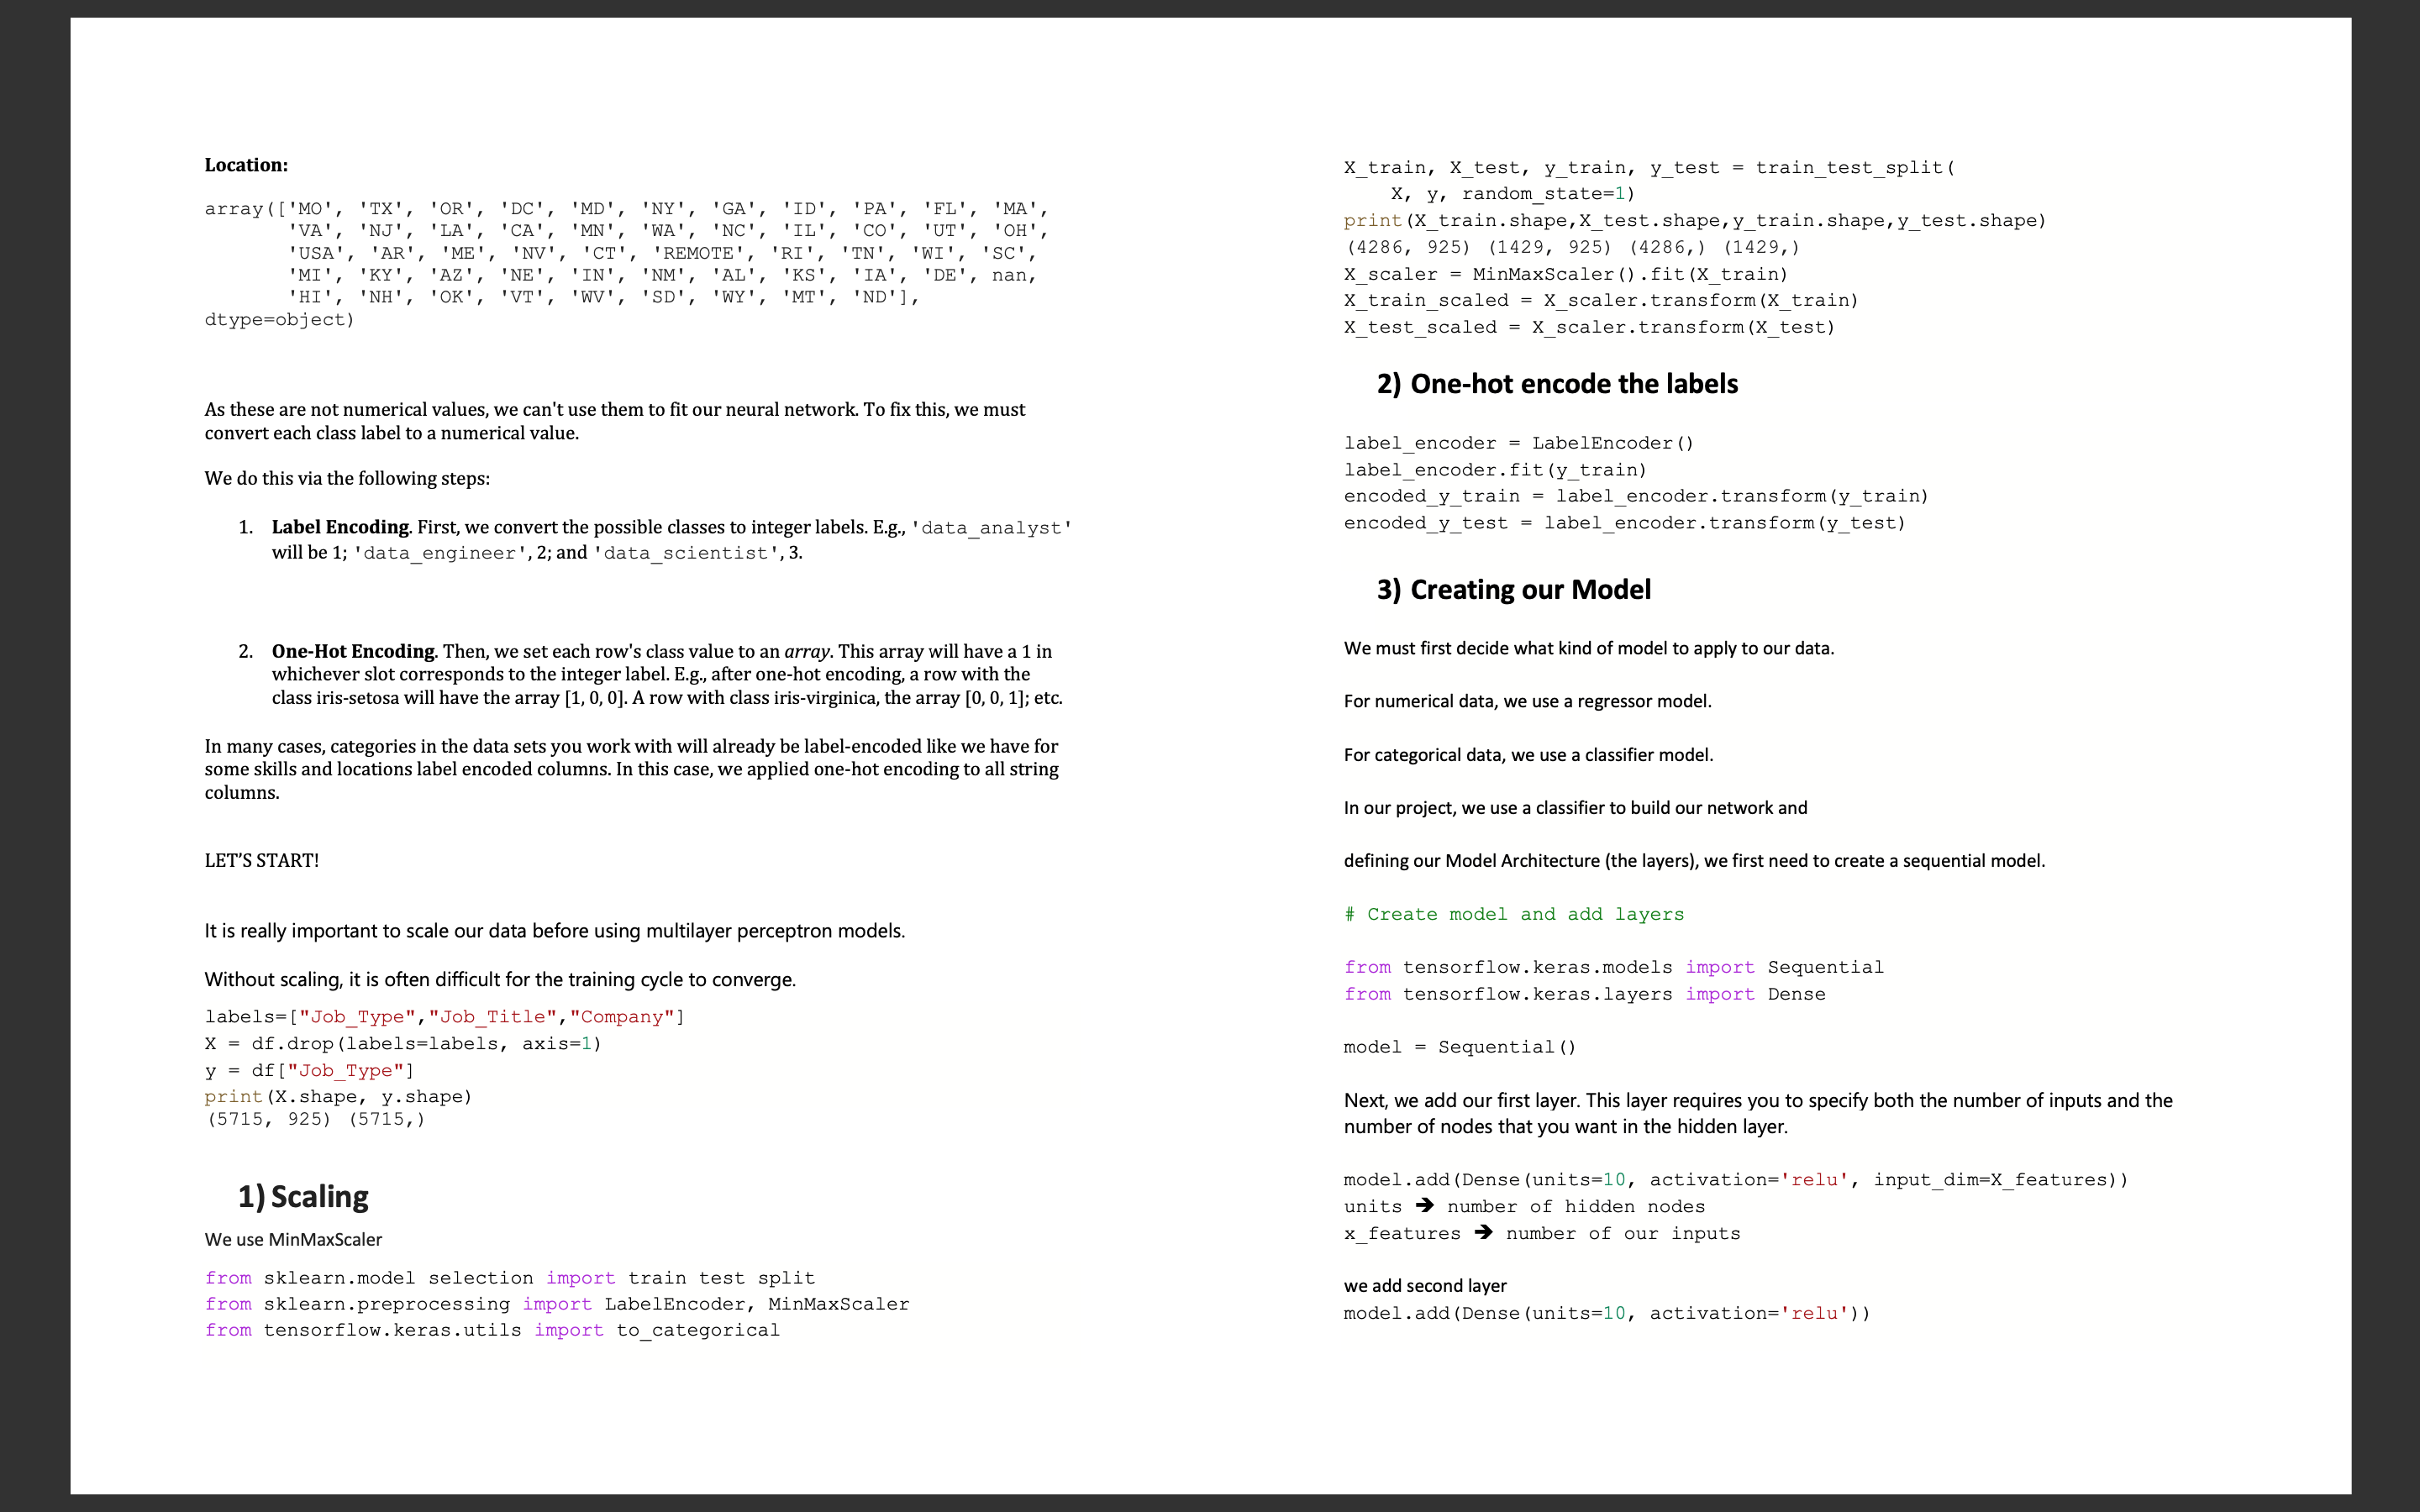 Location:
array(['MO', 'TX', 'OR', 'DC', 'MD', 'NY', 'GA', 'ID', 'PA', 'FL', 'MA',
'VA', 'NJ', 'LA', 'CA', 'MN', 'WA', 'NC', 'IL', 'CO', 'UT', 'OH',
'USA', 'AR', 'ME', 'NV', 'CT', 'REMOTE', 'RI', 'TN', 'WI', 'SC',
'MI', 'KY', 'AZ', 'NE', 'IN', 'NM', 'AL', 'KS', 'IA', 'DE', nan,
'HI', 'NH', 'OK', 'VT', 'WV', 'SD', 'WY', 'MT', 'ND'],
dtype=object)
As these are not numerical values, we can't use them to fit our neural network. To fix this, we must
convert each class label to a numerical value.
We do this via the following steps:
1. Label Encoding. First, we convert the possible classes to integer labels. E.g., 'data_analyst'
will be 1; 'data_engineer', 2; and 'data_scientist', 3.
2. One-Hot Encoding. Then, we set each row's class value to an array. This array will have a 1 in
whichever slot corresponds to the integer label. E.g., after one-hot encoding, a row with the
class iris-setosa will have the array [1, 0, 0]. A row with class iris-virginica, the array [0, 0, 1]; etc.
In many cases, categories in the data sets you work with will already be label-encoded like we have for
some skills and locations label encoded columns. In this case, we applied one-hot encoding to all string
columns.
LET'S START!
It is really important to scale our data before using multilayer perceptron models.
Without scaling, it is often difficult for the training cycle to converge.
labels=["Job_Type","Job_Title","Company"]
X = df.drop(labels=labels, axis=1)
y = df["Job_Type"]
print(X.shape, y.shape)
(5715, 925) (5715,)
1) Scaling
We use MinMaxScaler
from sklearn.model selection import train test split
from sklearn.preprocessing import LabelEncoder, MinMaxScaler
from tensorflow.keras.utils import to_categorical
X_train, X_test, y_train, y_test = train_test_split(
X, y, random_state=1)
print(X_train.shape,X_test.shape,y_train.shape,y_test.shape)
(4286, 925) (1429, 925) (4286,) (1429,)
X_scaler = MinMaxScaler().fit(X_train)
X_train_scaled = X_scaler.transform(X_train)
X_test_scaled = X_scaler.transform(X_test)
2) One-hot encode the labels
label_encoder = LabelEncoder()
label_encoder.fit(y_train)
encoded_y_train = label_encoder.transform(y_train)
encoded_y_test = label_encoder.transform(y_test)
3) Creating our Model
We must first decide what kind of model to apply to our data.
For numerical data, we use a regressor model.
For categorical data, we use a classifier model.
In our project, we use a classifier to build our network and
defining our Model Architecture (the layers), we first need to create a sequential model.
# Create model and add layers
from tensorflow.keras.models import Sequential
from tensorflow.keras.layers import Dense
model = Sequential()
Next, we add our first layer. This layer requires you to specify both the number of inputs and the
number of nodes that you want in the hidden layer.
model.add(Dense(units=10, activation='relu', input_dim=X_features))
units ➔ number of hidden nodes
x_features ➔ number of our inputs
we add second layer
model.add(Dense(units=10, activation='relu'))